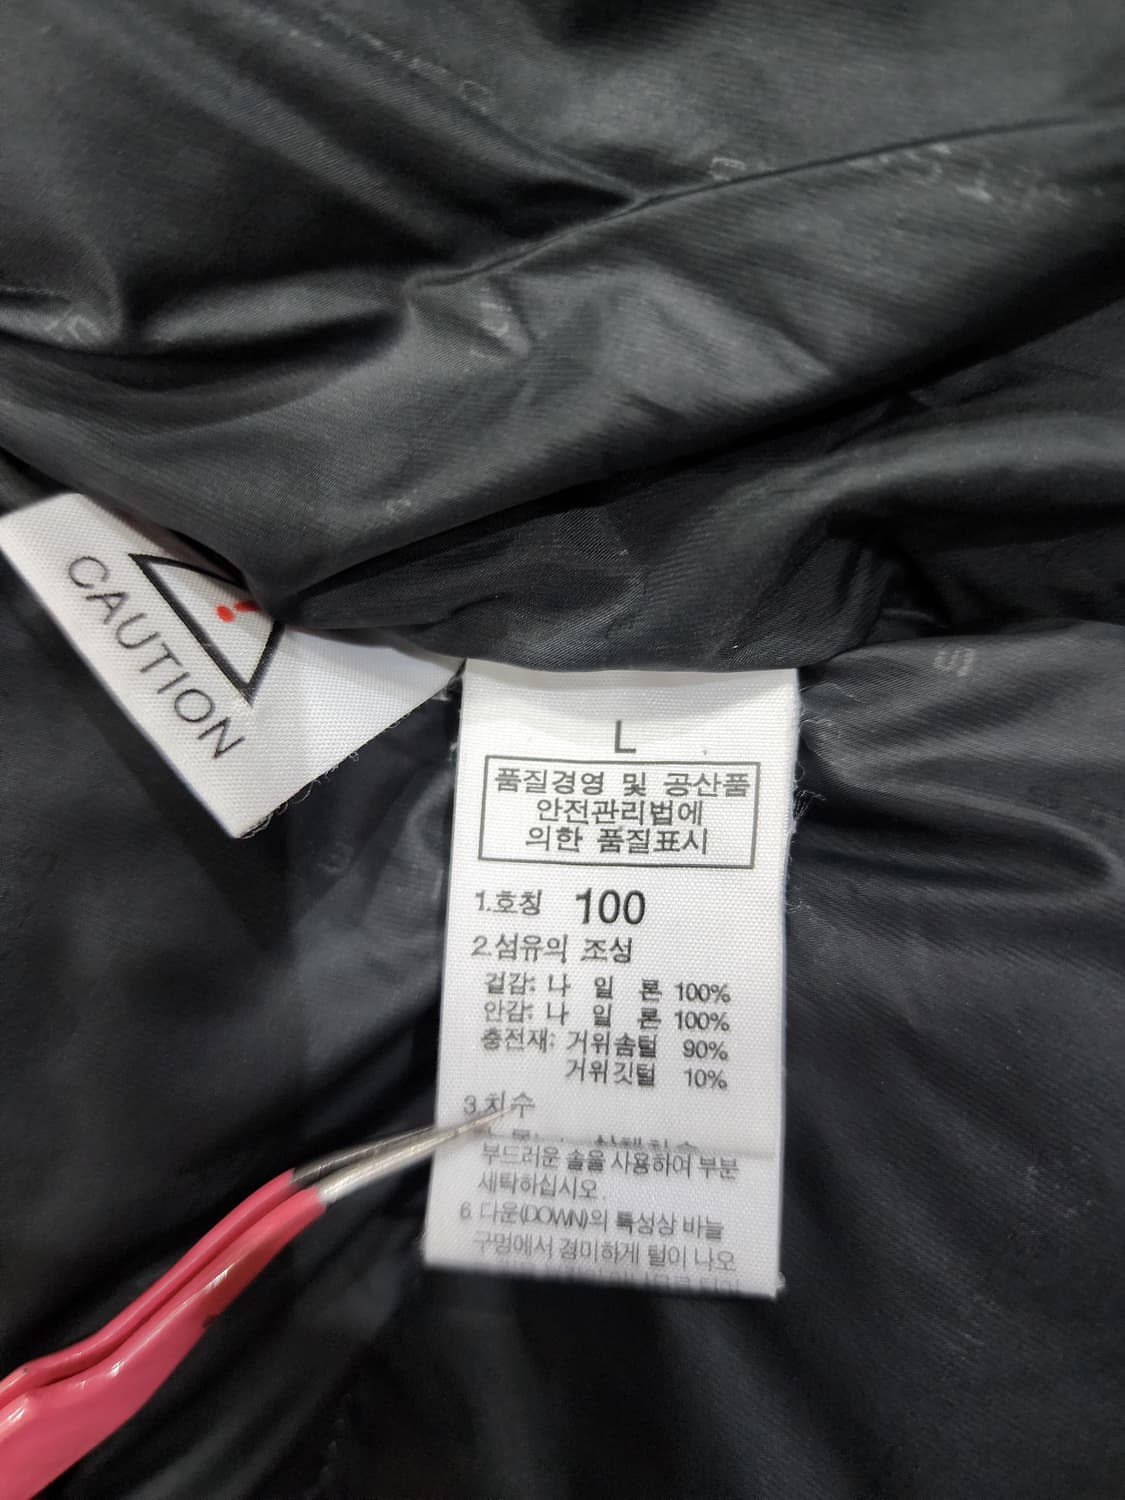 CAUTION
L
품질경영 및 공산품
안전관리법에
의한 품질표시
1.호칭 100
2.섬유의 조성
겉감: 나 일 론 100%
안감: 나 일 론 100%
충전재: 거위솜털 90%
거위깃털 10%
3.치수
부드러운 솔을 사용하여 부분
세탁하십시오.
6. 다운(DOWN)의 특성상 바늘
구멍에서 경미하게 털이 나오